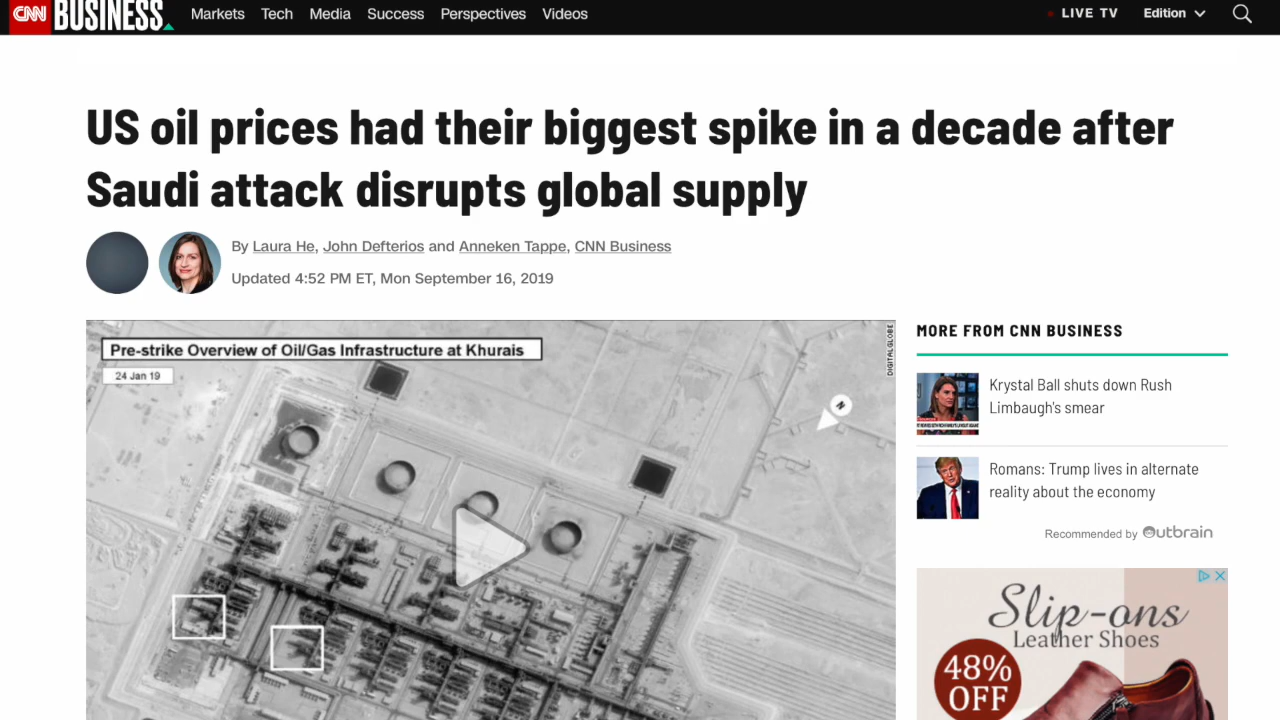 CNN BUSINESS Markets Tech Media Success Perspectives Videos LIVE TV Edition
US oil prices had their biggest spike in a decade after
Saudi attack disrupts global supply
By Laura He, John Defterios and Anneken Tappe, CNN Business
Updated 4:52 PM ET, Mon September 16, 2019
Pre-strike Overview of Oil/Gas Infrastructure at Khurais
24 Jan 19
DIGITALGLOBE
N
MORE FROM CNN BUSINESS
Krystal Ball shuts down Rush
Limbaugh's smear
Romans: Trump lives in alternate
reality about the economy
Recommended by Outbrain
Slip-ons
Leather Shoes
48%
OFF